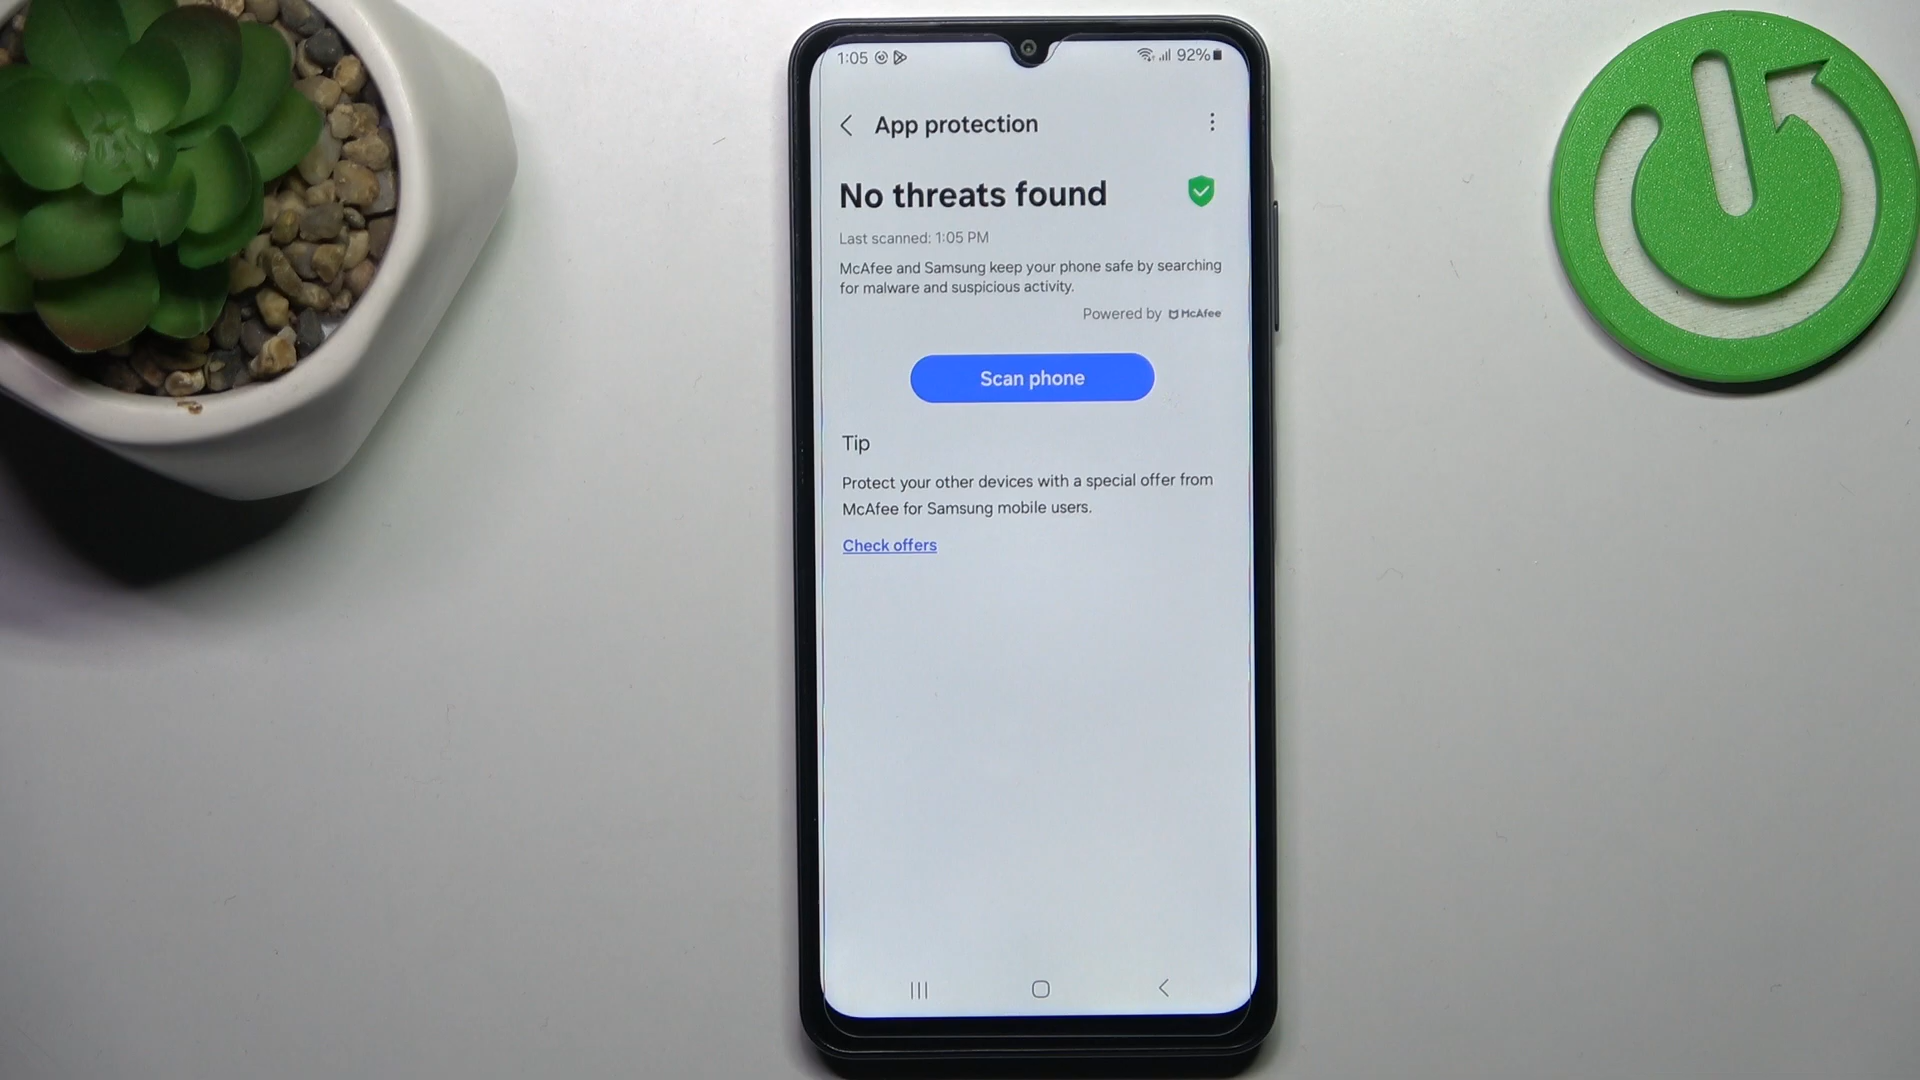 1:05
92%
App protection
No threats found
Last scanned: 1:05 PM
McAfee and Samsung keep your phone safe by searching
for malware and suspicious activity.
Powered by McAfee
Scan phone
Tip
Protect your other devices with a special offer from
McAfee for Samsung mobile users.
Check offers